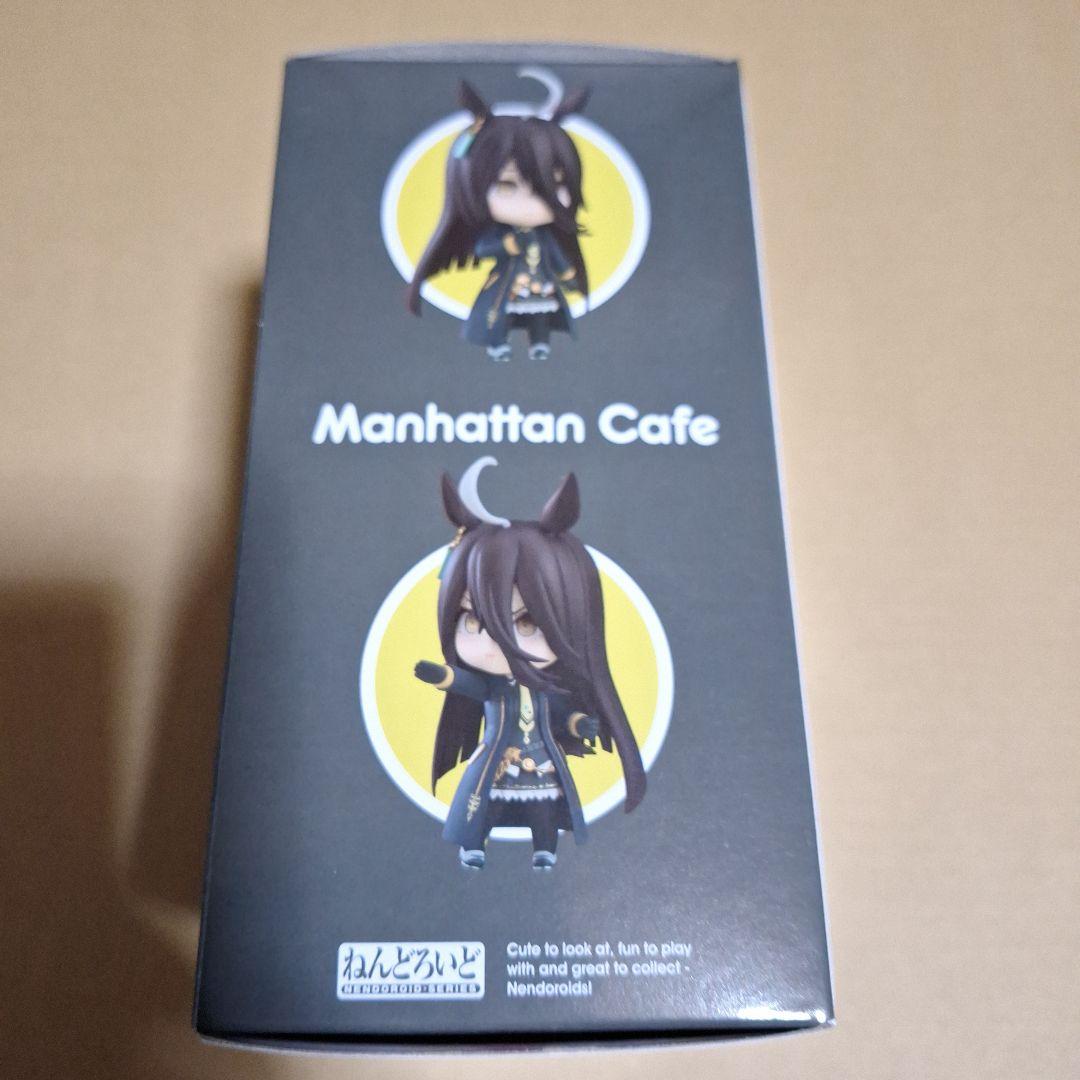 Manhattan Cafe
ねんどろいど
NENDOROID·SERIES
Cute to look at, fun to play
with and great to collect -
Nendoroids!